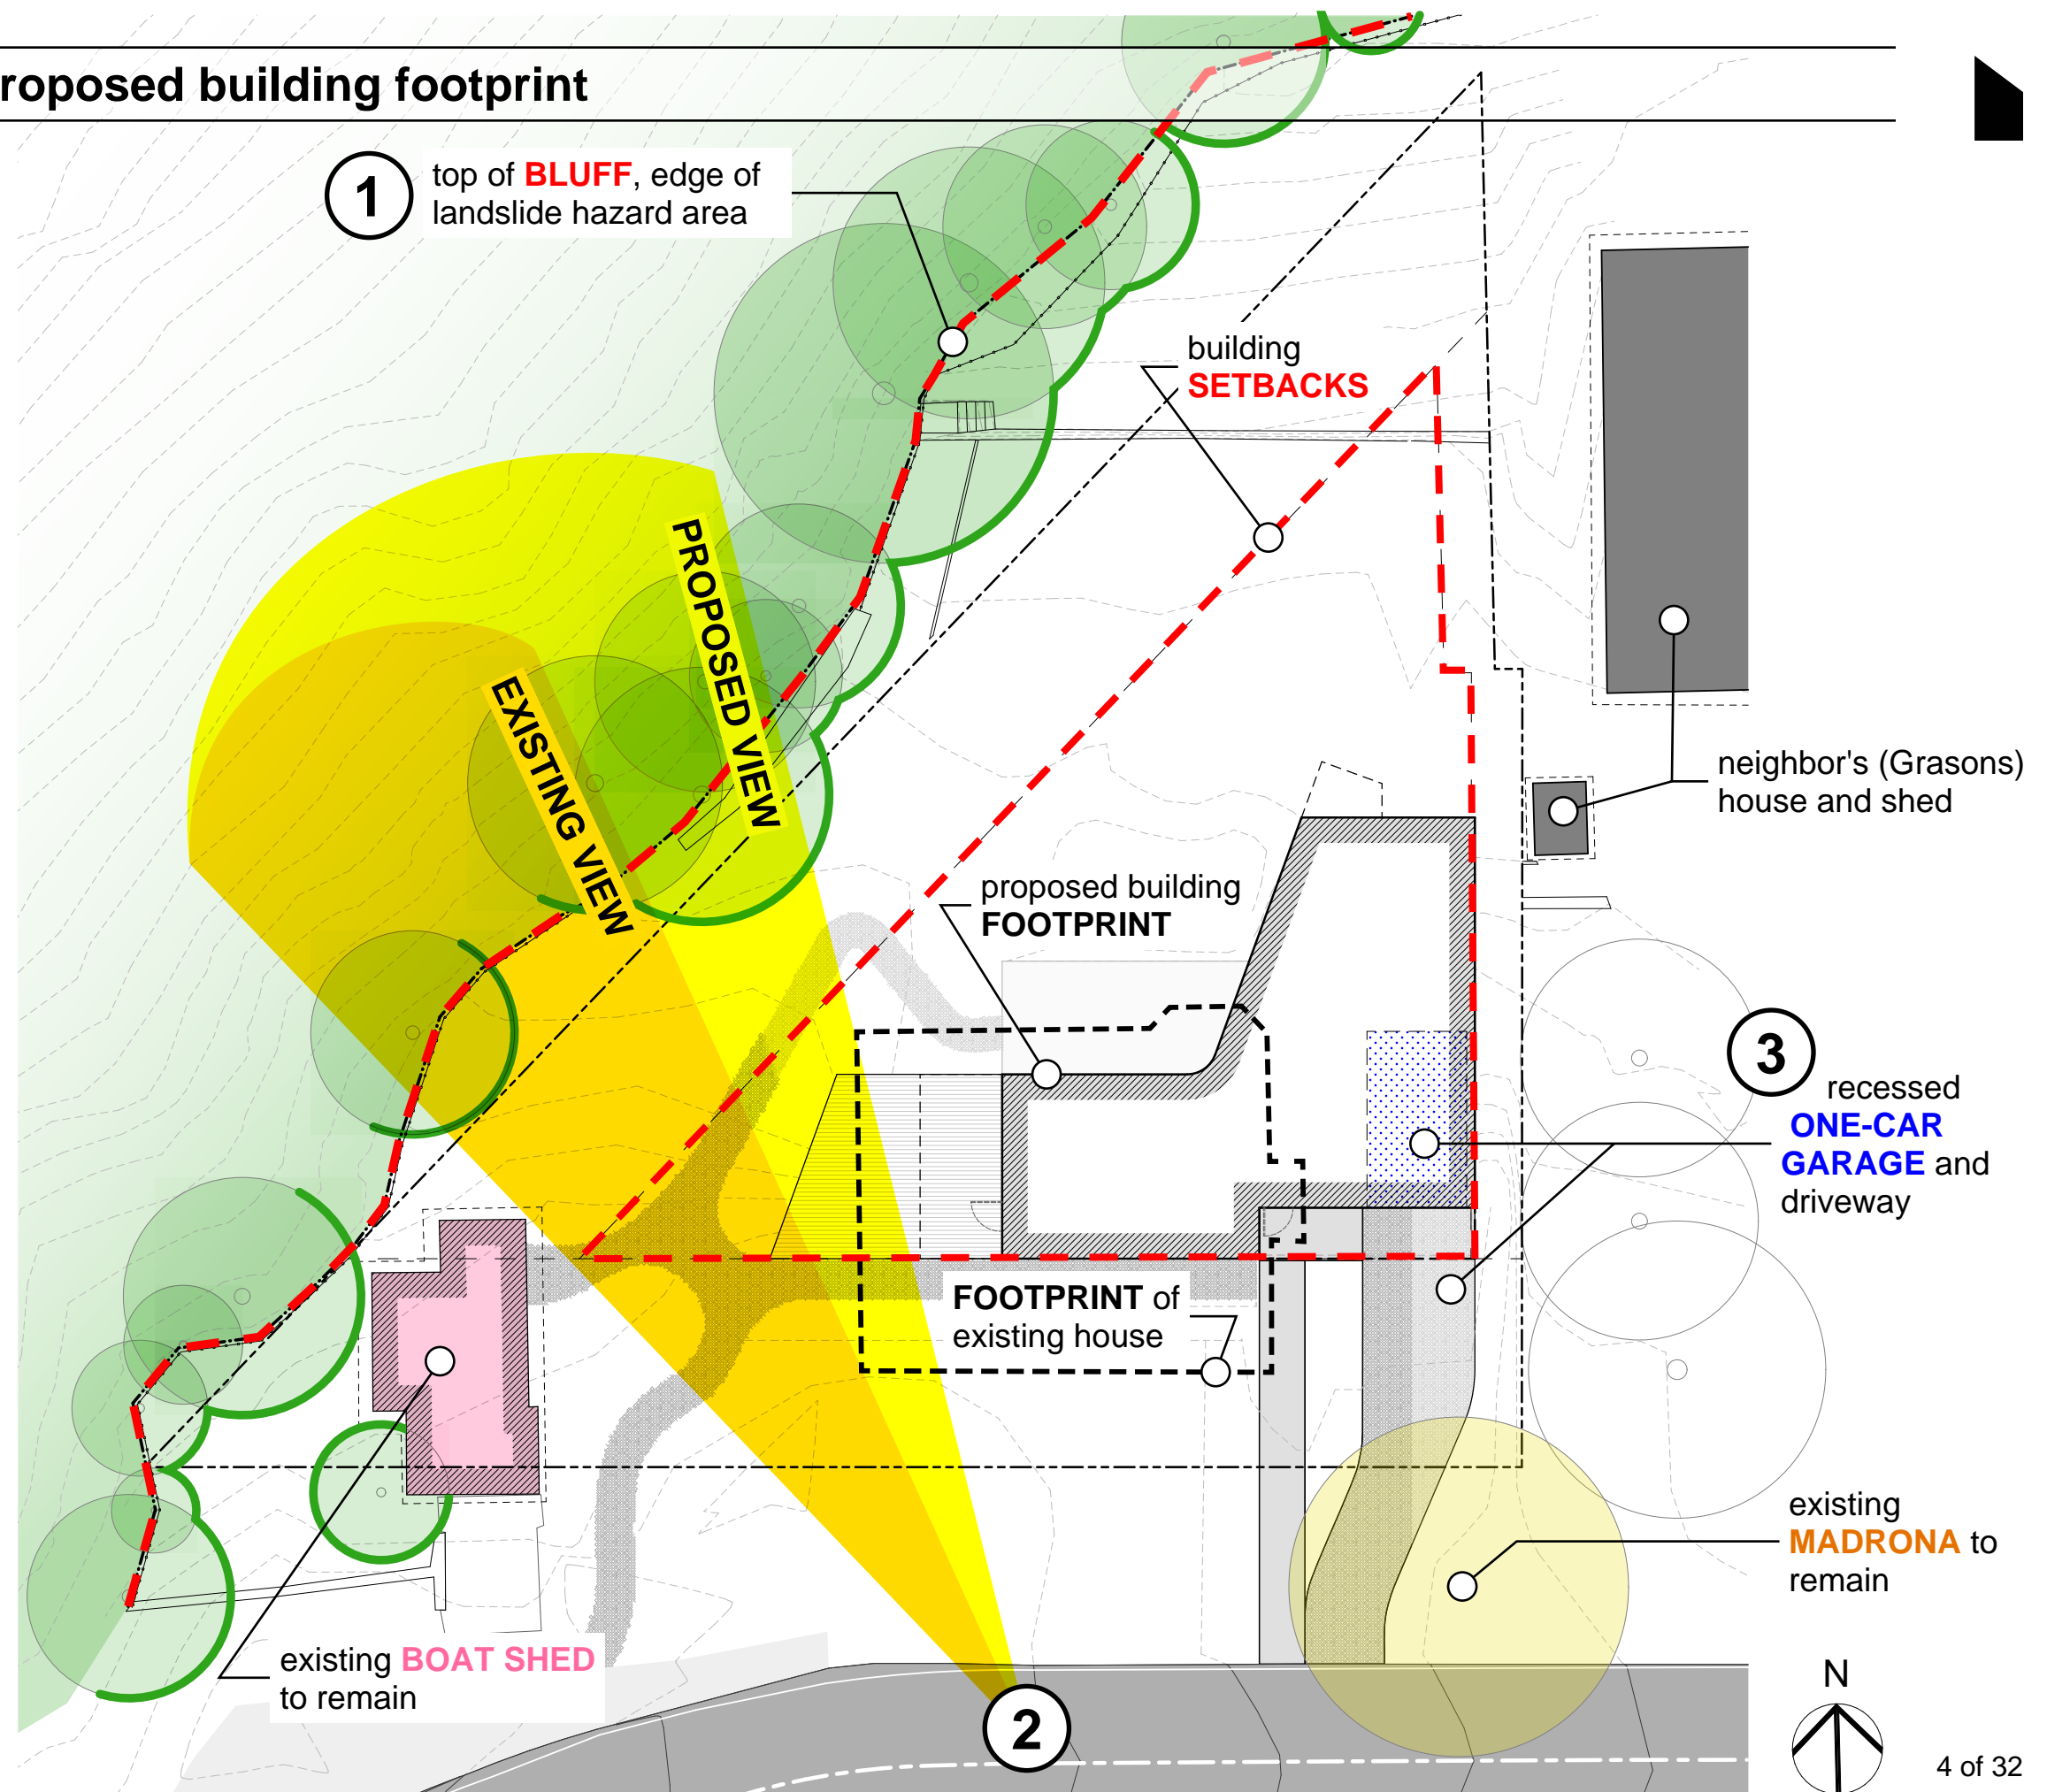 roposed building footprint
1
top of BLUFF, edge of
landslide hazard area
building
SETBACKS
PROPOSED VIEW
EXISTING VIEW
neighbor's (Grasons)
house and shed
proposed building
FOOTPRINT
3
recessed
ONE-CAR
GARAGE and
driveway
FOOTPRINT of
existing house
existing
MADRONA to
remain
existing BOAT SHED
to remain
2
N
4 of 32